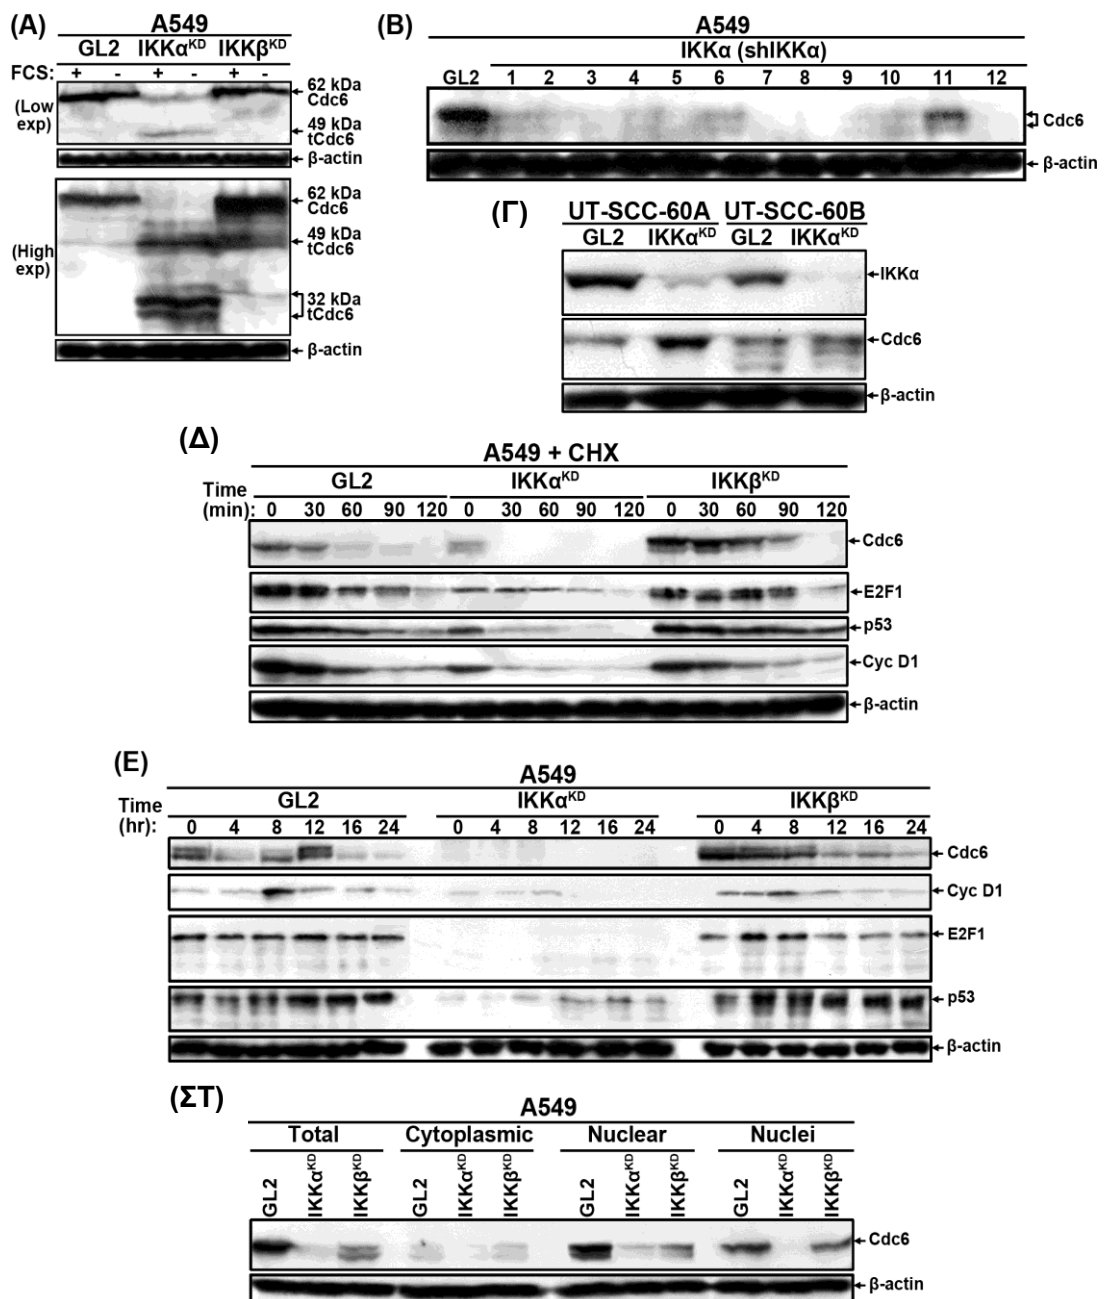 (A)
A549
GL2 IKKα^KD IKKβ^KD
FCS: + - + - + -
(Low exp)
62 kDa
Cdc6
49 kDa
tCdc6
β-actin
(High exp)
62 kDa
Cdc6
49 kDa
tCdc6
32 kDa
tCdc6
β-actin
(B)
A549
IKKα (shIKKα)
GL2 1 2 3 4 5 6 7 8 9 10 11 12
Cdc6
β-actin
(Γ)
UT-SCC-60A UT-SCC-60B
GL2 IKKα^KD GL2 IKKα^KD
IKKα
Cdc6
β-actin
(Δ)
A549 + CHX
GL2 IKKα^KD IKKβ^KD
Time
(min): 0 30 60 90 120 0 30 60 90 120 0 30 60 90 120
Cdc6
E2F1
p53
Cyc D1
β-actin
(E)
A549
GL2 IKKα^KD IKKβ^KD
Time
(hr): 0 4 8 12 16 24 0 4 8 12 16 24 0 4 8 12 16 24
Cdc6
Cyc D1
E2F1
p53
β-actin
(ΣΤ)
A549
Total Cytoplasmic Nuclear Nuclei
GL2 IKKα^KD IKKβ^KD GL2 IKKα^KD IKKβ^KD GL2 IKKα^KD IKKβ^KD GL2 IKKα^KD IKKβ^KD
Cdc6
β-actin